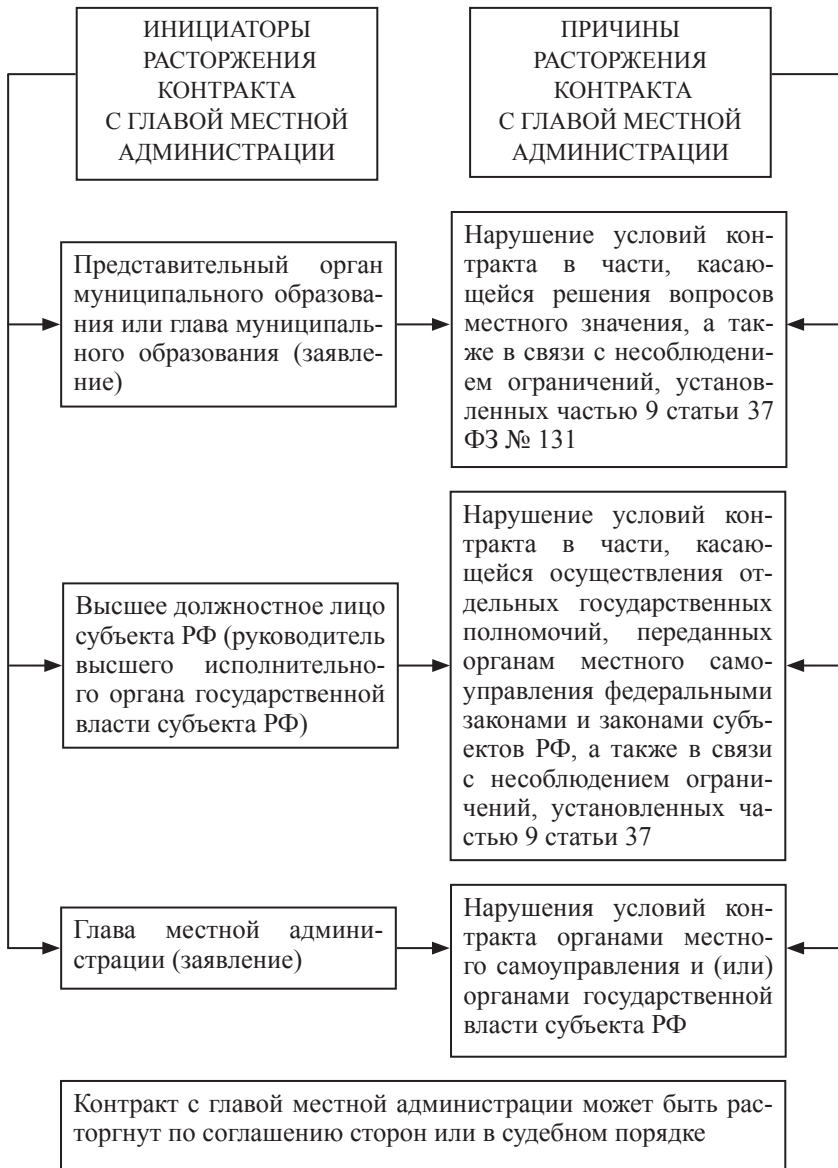 ИНИЦИАТОРЫ
РАСТОРЖЕНИЯ
КОНТРАКТА
С ГЛАВОЙ МЕСТНОЙ
АДМИНИСТРАЦИИ
ПРИЧИНЫ
РАСТОРЖЕНИЯ
КОНТРАКТА
С ГЛАВОЙ МЕСТНОЙ
АДМИНИСТРАЦИИ
Представительный орган
муниципального образова-
ния или глава муниципаль-
ного образования (заявле-
ние)
Нарушение условий кон-
тракта в части, касаю-
щейся решения вопросов
местного значения, а так-
же в связи с несоблюдени-
ем ограничений, установ-
ленных частью 9 статьи 37
ФЗ № 131
Высшее должностное лицо
субъекта РФ (руководитель
высшего исполнительно-
го органа государственной
власти субъекта РФ)
Нарушение условий кон-
тракта в части, касаю-
щейся осуществления от-
дельных государственных
полномочий, переданных
органам местного само-
управления федеральными
законами и законами субъ-
ектов РФ, а также в связи
с несоблюдением ограни-
чений, установленных ча-
стью 9 статьи 37
Глава местной админи-
страции (заявление)
Нарушения условий кон-
тракта органами местно-
го самоуправления и (или)
органами государственной
власти субъекта РФ
Контракт с главой местной администрации может быть рас-
торгнут по соглашению сторон или в судебном порядке